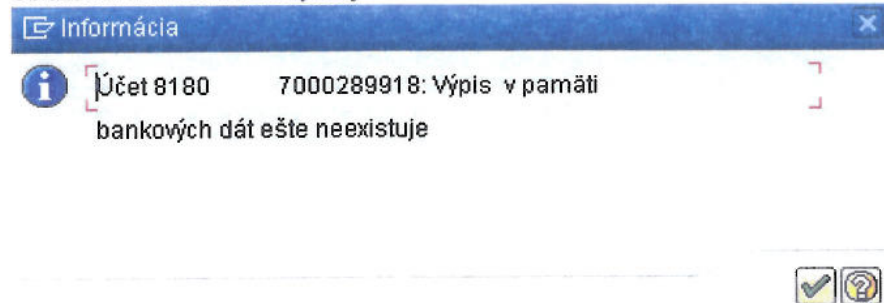 Informácia
Účet 8180 7000289918: Výpis v pamäti
bankových dát ešte neexistuje